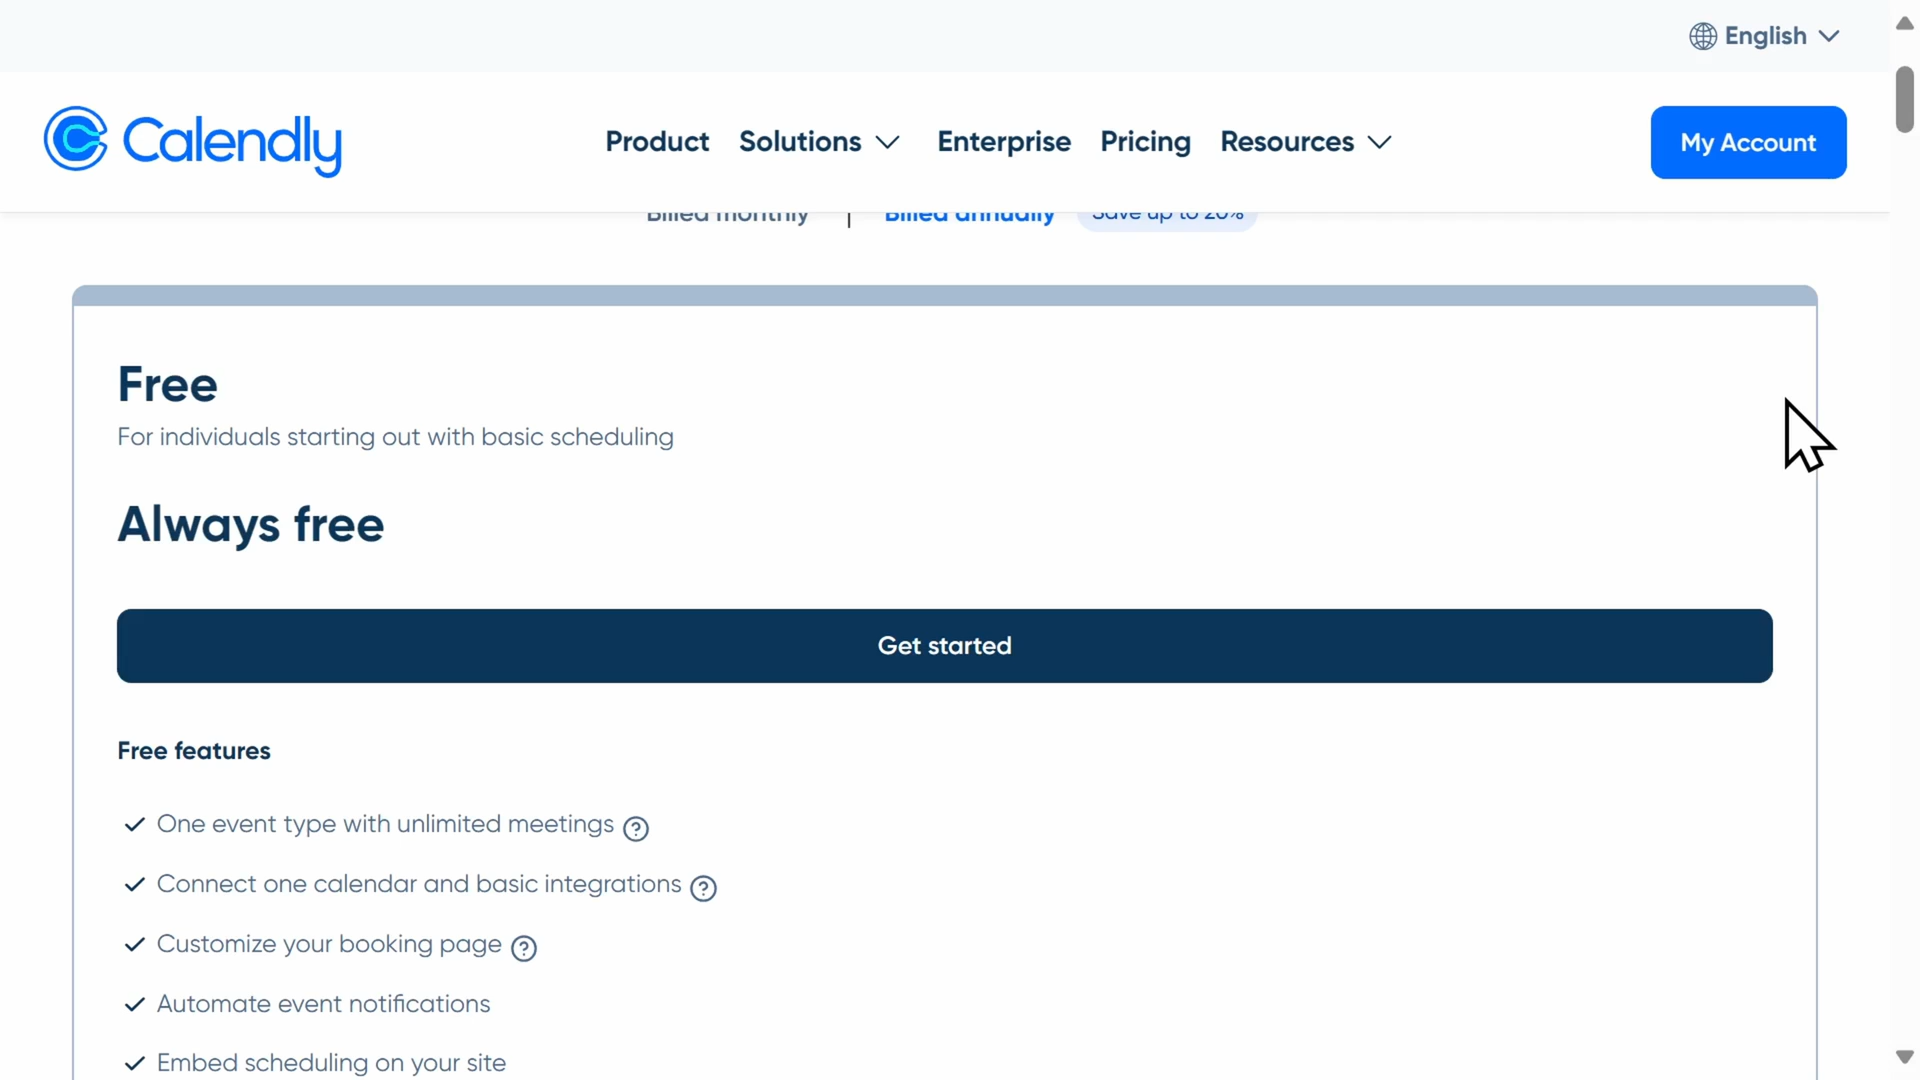 English
Calendly
Product Solutions Enterprise Pricing Resources
My Account
Billed monthly | Billed annually Save up to 20%
Free
For individuals starting out with basic scheduling
Always free
Get started
Free features
One event type with unlimited meetings ?
Connect one calendar and basic integrations ?
Customize your booking page ?
Automate event notifications
Embed scheduling on your site